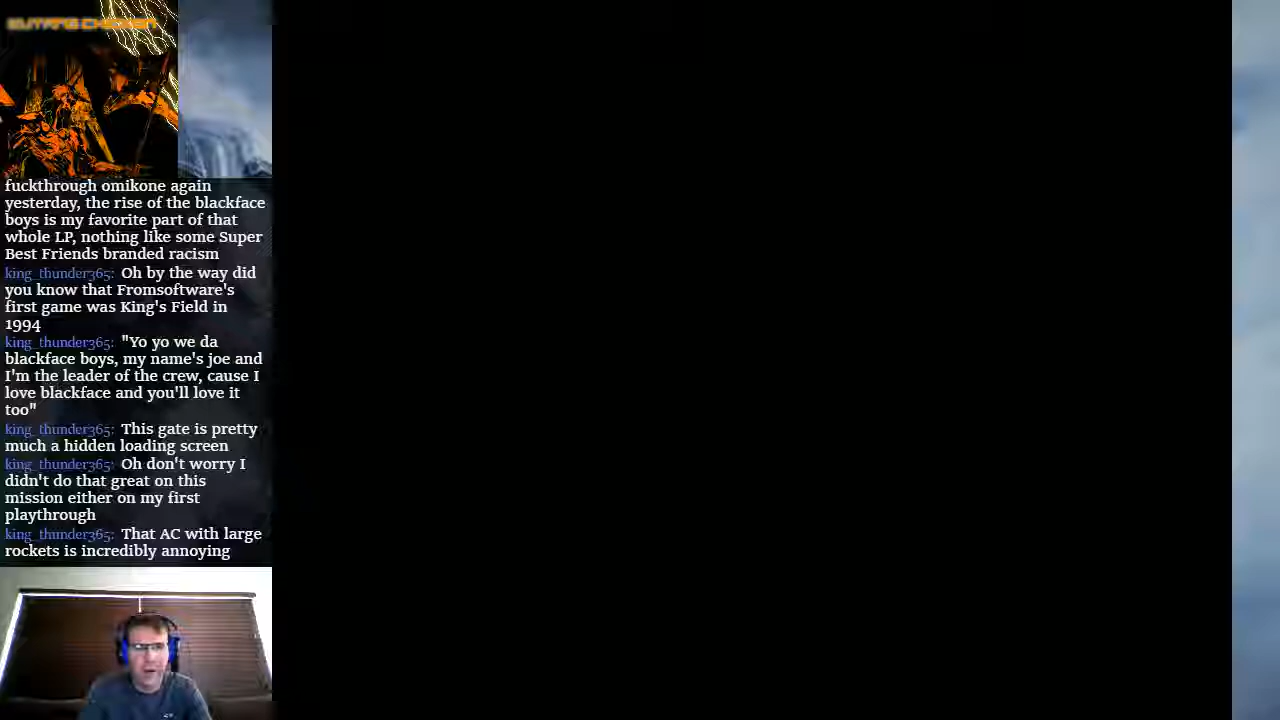 fuckthrough omikone again
yesterday, the rise of the blackface
boys is my favorite part of that
whole LP, nothing like some Super
Best Friends branded racism
king_thunder365: Oh by the way did
you know that Fromsoftware's
first game was King's Field in
1994
king_thunder365: "Yo yo we da
blackface boys, my name's joe and
I'm the leader of the crew, cause I
love blackface and you'll love it
too"
king_thunder365: This gate is pretty
much a hidden loading screen
king_thunder365: Oh don't worry I
didn't do that great on this
mission either on my first
playthrough
king_thunder365: That AC with large
rockets is incredibly annoying